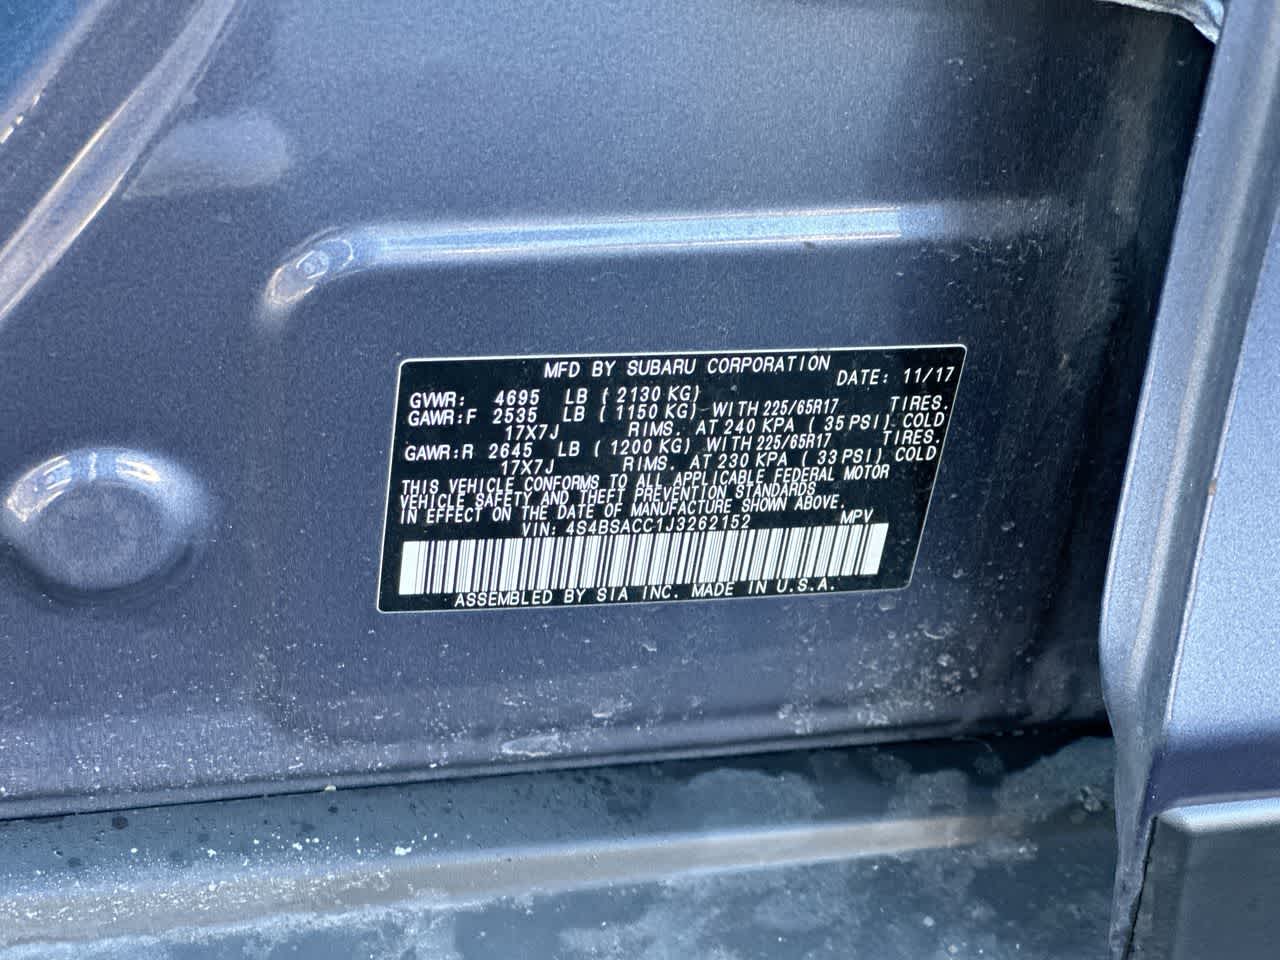 MFD BY SUBARU CORPORATION
DATE: 11/17
GVWR: 4695 LB ( 2130 KG)
GAWR:F 2535 LB ( 1150 KG) WITH 225/65R17 TIRES.
17X7J RIMS. AT 240 KPA ( 35 PSI) COLD
GAWR:R 2645 LB ( 1200 KG) WITH 225/65R17 TIRES.
17X7J RIMS. AT 230 KPA ( 33 PSI) COLD
THIS VEHICLE CONFORMS TO ALL APPLICABLE FEDERAL MOTOR
VEHICLE SAFETY AND THEFT PREVENTION STANDARDS
IN EFFECT ON THE DATE OF MANUFACTURE SHOWN ABOVE.
VIN: 4S4BSACC1J3262152 MPV
ASSEMBLED BY SIA INC. MADE IN U.S.A.